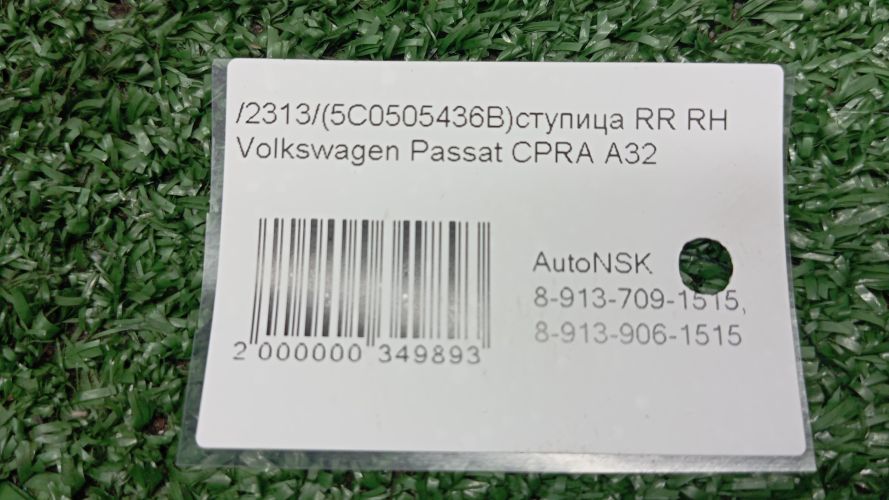 /2313/(5C0505436B)ступица RR RH
Volkswagen Passat CPRA A32
AutoNSK
8-913-709-1515,
8-913-906-1515
2 000000 349893